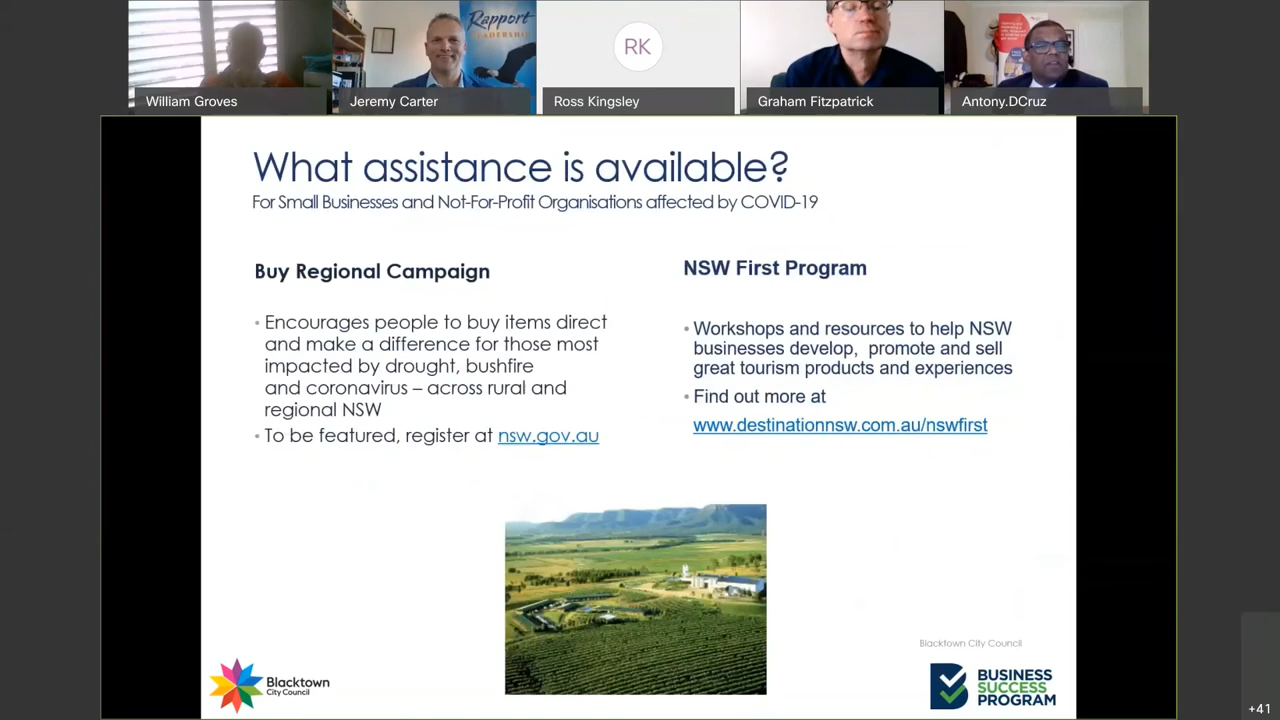 Rapport
LEADERSHIP
RK
William Groves
Jeremy Carter
Ross Kingsley
Graham Fitzpatrick
Antony.DCruz
What assistance is available?
For Small Businesses and Not-For-Profit Organisations affected by COVID-19
Buy Regional Campaign
• Encourages people to buy items direct
and make a difference for those most
impacted by drought, bushfire
and coronavirus – across rural and
regional NSW
• To be featured, register at nsw.gov.au
NSW First Program
• Workshops and resources to help NSW
businesses develop, promote and sell
great tourism products and experiences
• Find out more at
www.destinationnsw.com.au/nswfirst
Blacktown City Council
Blacktown
City Council
BUSINESS
SUCCESS
PROGRAM
+41